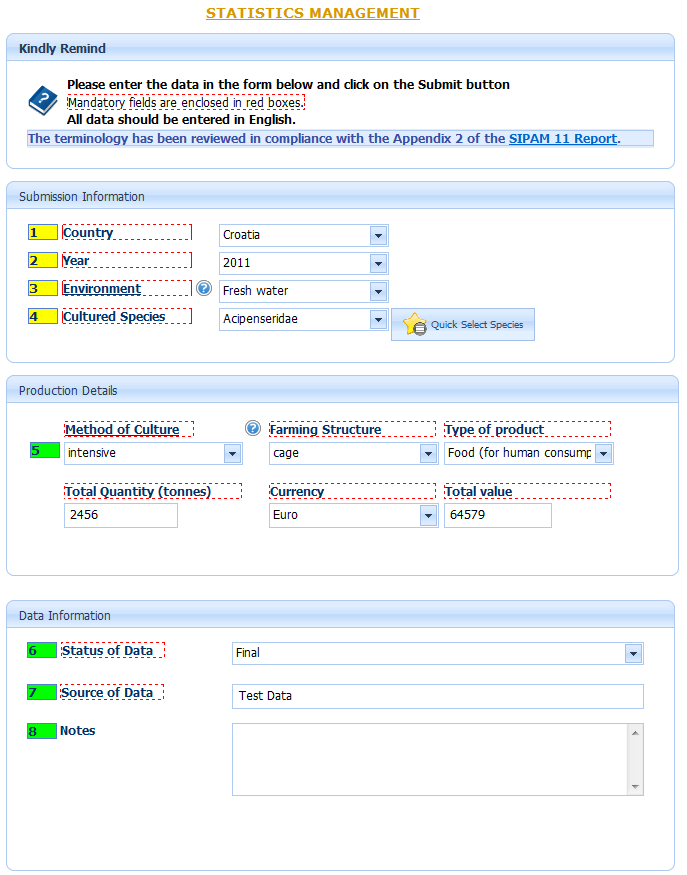 STATISTICS MANAGEMENT
Kindly Remind
Please enter the data in the form below and click on the Submit button
Mandatory fields are enclosed in red boxes.
All data should be entered in English.
The terminology has been reviewed in compliance with the Appendix 2 of the SIPAM 11 Report.
Submission Information
1 Country Croatia
2 Year 2011
3 Environment ? Fresh water
4 Cultured Species Acipenseridae Quick Select Species
Production Details
Method of Culture ? Farming Structure Type of product
5 intensive cage Food (for human consump
Total Quantity (tonnes) Currency Total value
2456 Euro 64579
Data Information
6 Status of Data Final
7 Source of Data Test Data
8 Notes